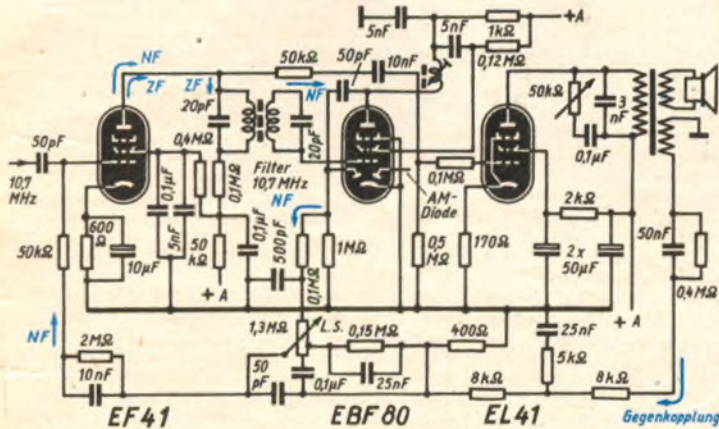 5nF
5nF
1kΩ
+A
0,12MΩ
NF
ZF
ZF
50kΩ
50pF
10nF
NF
20pF
20pF
50kΩ
3
nF
0,1µF
50pF
10,7
MHz
0,4MΩ
0,1µF
5nF
0,1MΩ
Filter
10,7MHz
NF
0,1MΩ
AM-
Diode
600
Ω
10µF
50kΩ
50
kΩ
+A
0,1µF
500pF
0,1MΩ
1MΩ
0,5
MΩ
170Ω
2kΩ
2x
50µF
50nF
0,4MΩ
+A
NF
2MΩ
10nF
1,3MΩ
L.S.
50
pF
0,1µF
0,15MΩ
25nF
400Ω
25nF
5kΩ
8kΩ
8kΩ
Gegenkopplung
EF41
EBF80
EL41